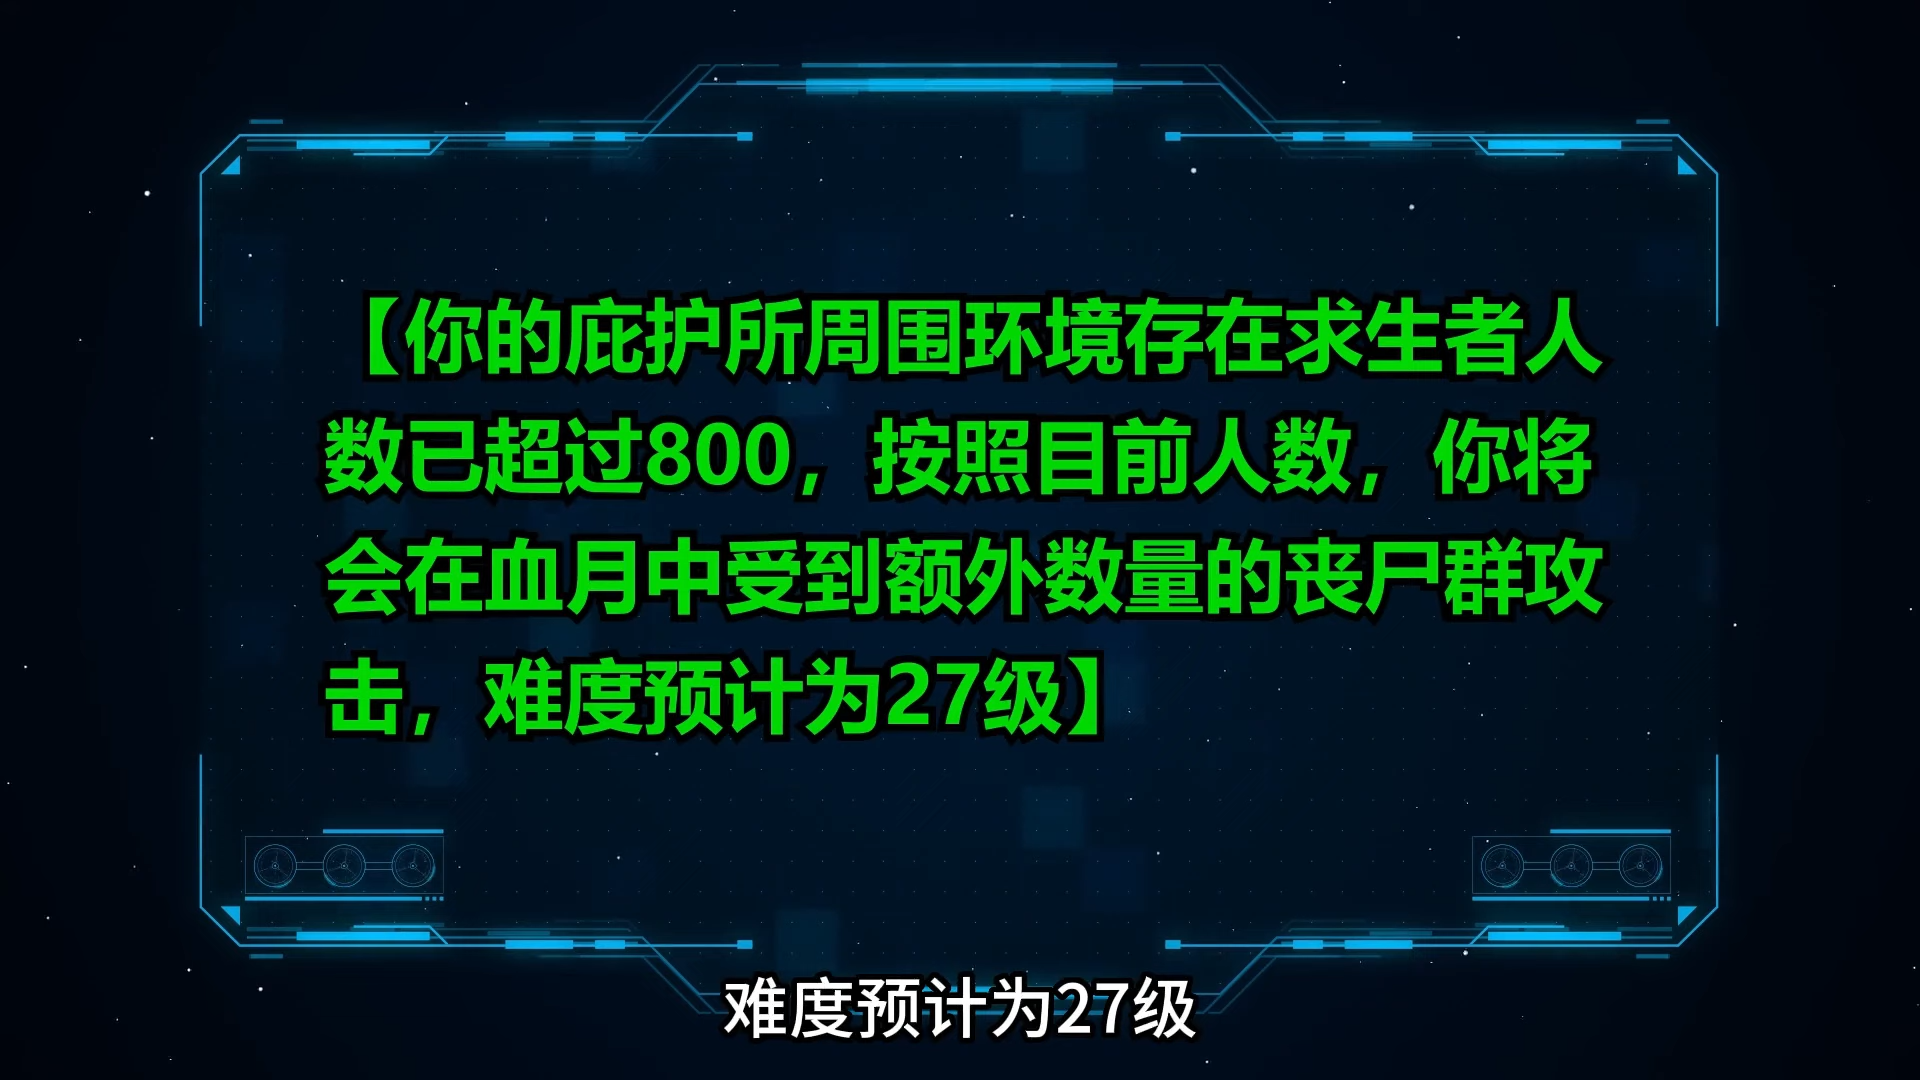 【你的庇护所周围环境存在求生者人
数已超过800，按照目前人数，你将
会在血月中受到额外数量的丧尸群攻
击，难度预计为27级】
难度预计为27级